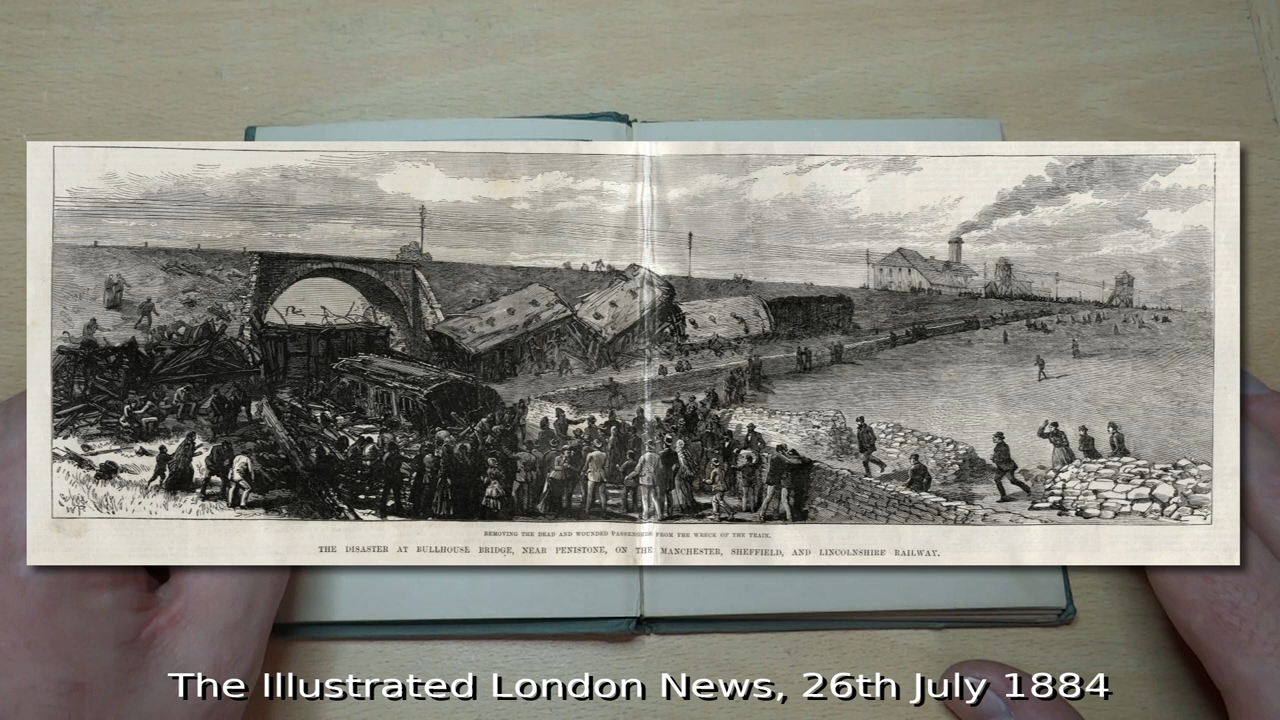 REMOVING THE DEAD AND WOUNDED PASSENGERS FROM THE WRECK OF THE TRAIN.
THE DISASTER AT BULLHOUSE BRIDGE, NEAR PENISTONE, ON THE MANCHESTER, SHEFFIELD, AND LINCOLNSHIRE RAILWAY.
The Illustrated London News, 26th July 1884